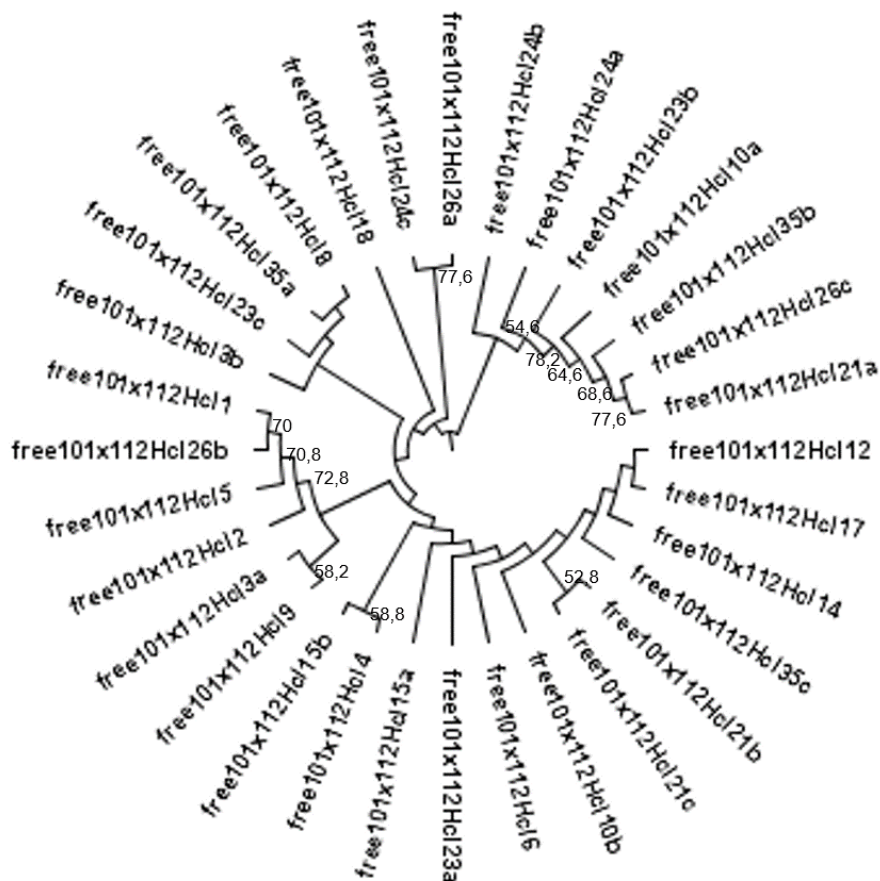 free101x112Hcl26a
free101x112Hcl24b
free101x112Hcl24a
free101x112Hcl23b
free101x112Hcl10a
free101x112Hcl35b
free101x112Hcl26c
free101x112Hcl21a
free101x112Hcl12
free101x112Hcl17
free101x112Hcl14
free101x112Hcl35c
free101x112Hcl21b
free101x112Hcl21c
free101x112Hcl10b
free101x112Hcl6
free101x112Hcl23a
free101x112Hcl15a
free101x112Hcl4
free101x112Hcl15b
free101x112Hcl9
free101x112Hcl3a
free101x112Hcl2
free101x112Hcl5
free101x112Hcl26b
free101x112Hcl1
free101x112Hcl3b
free101x112Hcl23c
free101x112Hcl35a
free101x112Hcl8
free101x112Hcl18
free101x112Hcl24c
77,6
54,6
78,2
64,6
68,6
77,6
70
70,8
72,8
58,2
58,8
52,8